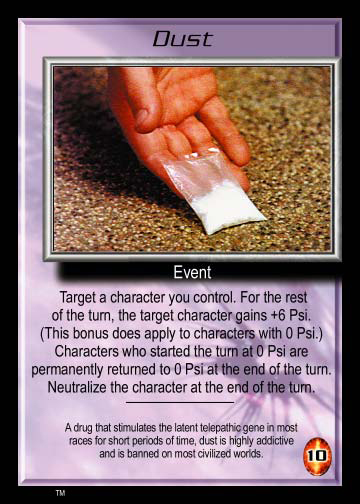 Dust
Event
Target a character you control. For the rest
of the turn, the target character gains +6 Psi.
(This bonus does apply to characters with 0 Psi.)
Characters who started the turn at 0 Psi are
permanently returned to 0 Psi at the end of the turn.
Neutralize the character at the end of the turn.
A drug that stimulates the latent telepathic gene in most
races for short periods of time, dust is highly addictive
and is banned on most civilized worlds.
10
TM